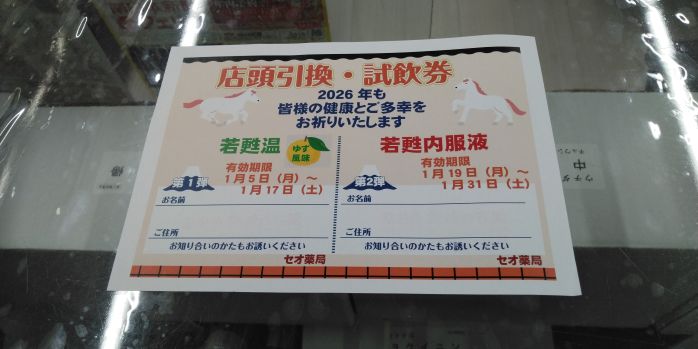 店頭引換・試飲券
2026 年も
皆様の健康とご多幸を
お祈りいたします
若甦温
ゆず
風味
有効期限
第1弾
1月5日(月)～
1月17日(土)
お名前
ご住所
お知り合いのかたもお誘いください
セオ薬局
若甦内服液
有効期限
第2弾
1月19日(月)～
1月31日(土)
お名前
ご住所
お知り合いのかたもお誘いください
セオ薬局
ウチダ
中